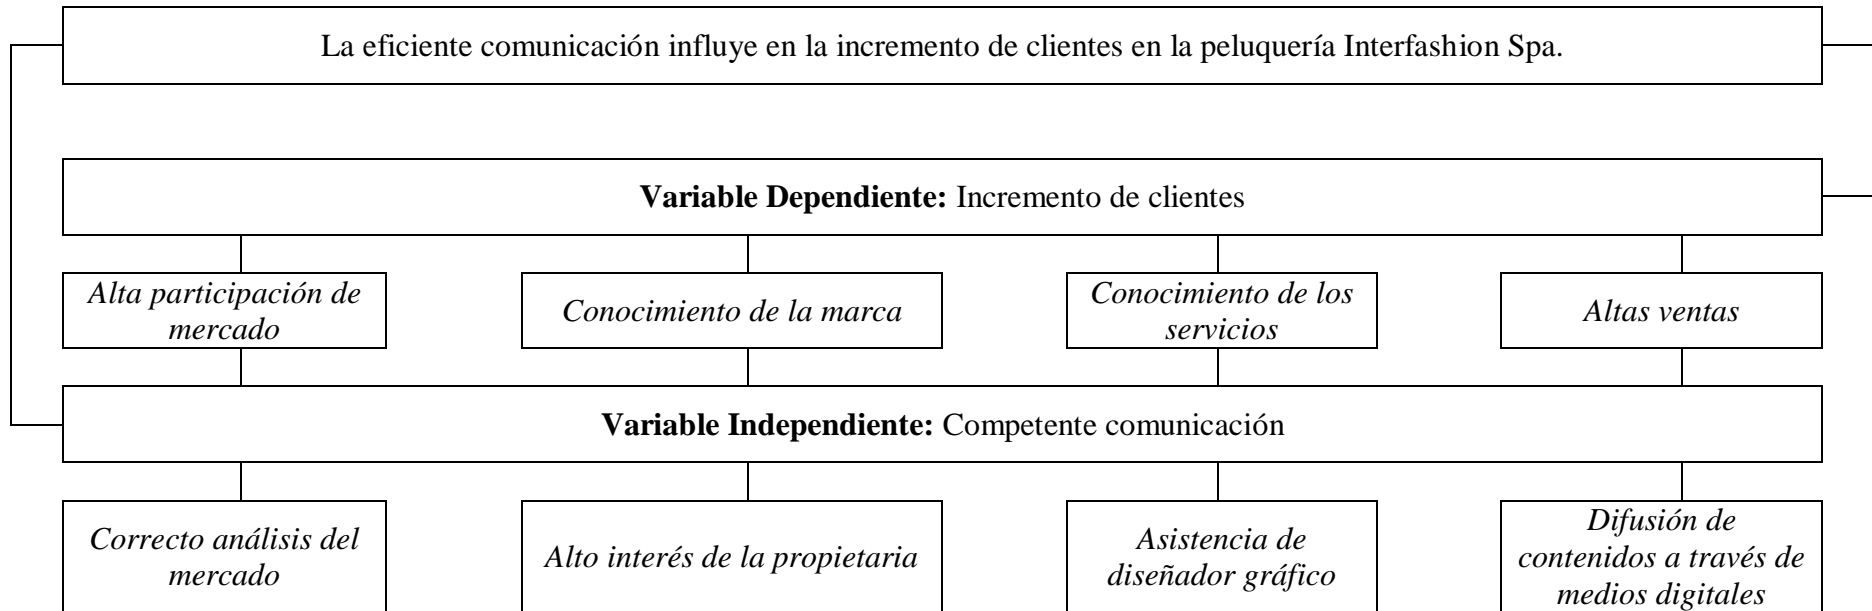 La eficiente comunicación influye en la incremento de clientes en la peluquería Interfashion Spa.
Variable Dependiente: Incremento de clientes
Alta participación de
mercado
Conocimiento de la marca
Conocimiento de los
servicios
Altas ventas
Variable Independiente: Competente comunicación
Correcto análisis del
mercado
Alto interés de la propietaria
Asistencia de
diseñador gráfico
Difusión de
contenidos a través de
medios digitales